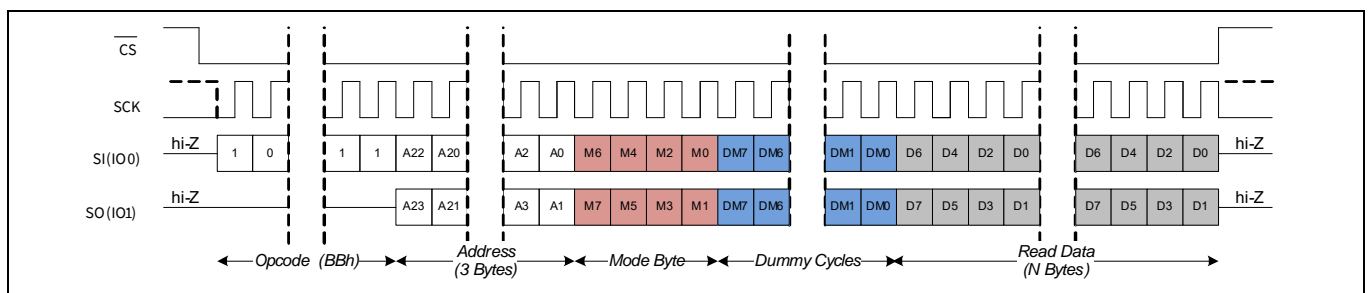 CS
SCK
SI(IO0) hi-Z 1 0 1 1 A22 A20 A2 A0 M6 M4 M2 M0 DM7 DM6 DM1 DM0 D6 D4 D2 D0 D6 D4 D2 D0 hi-Z
SO(IO1) hi-Z A23 A21 A3 A1 M7 M5 M3 M1 DM7 DM6 DM1 DM0 D7 D5 D3 D1 D7 D5 D3 D1 hi-Z
Opcode (BBh) Address Mode Byte Dummy Cycles Read Data
(3 Bytes) (N Bytes)